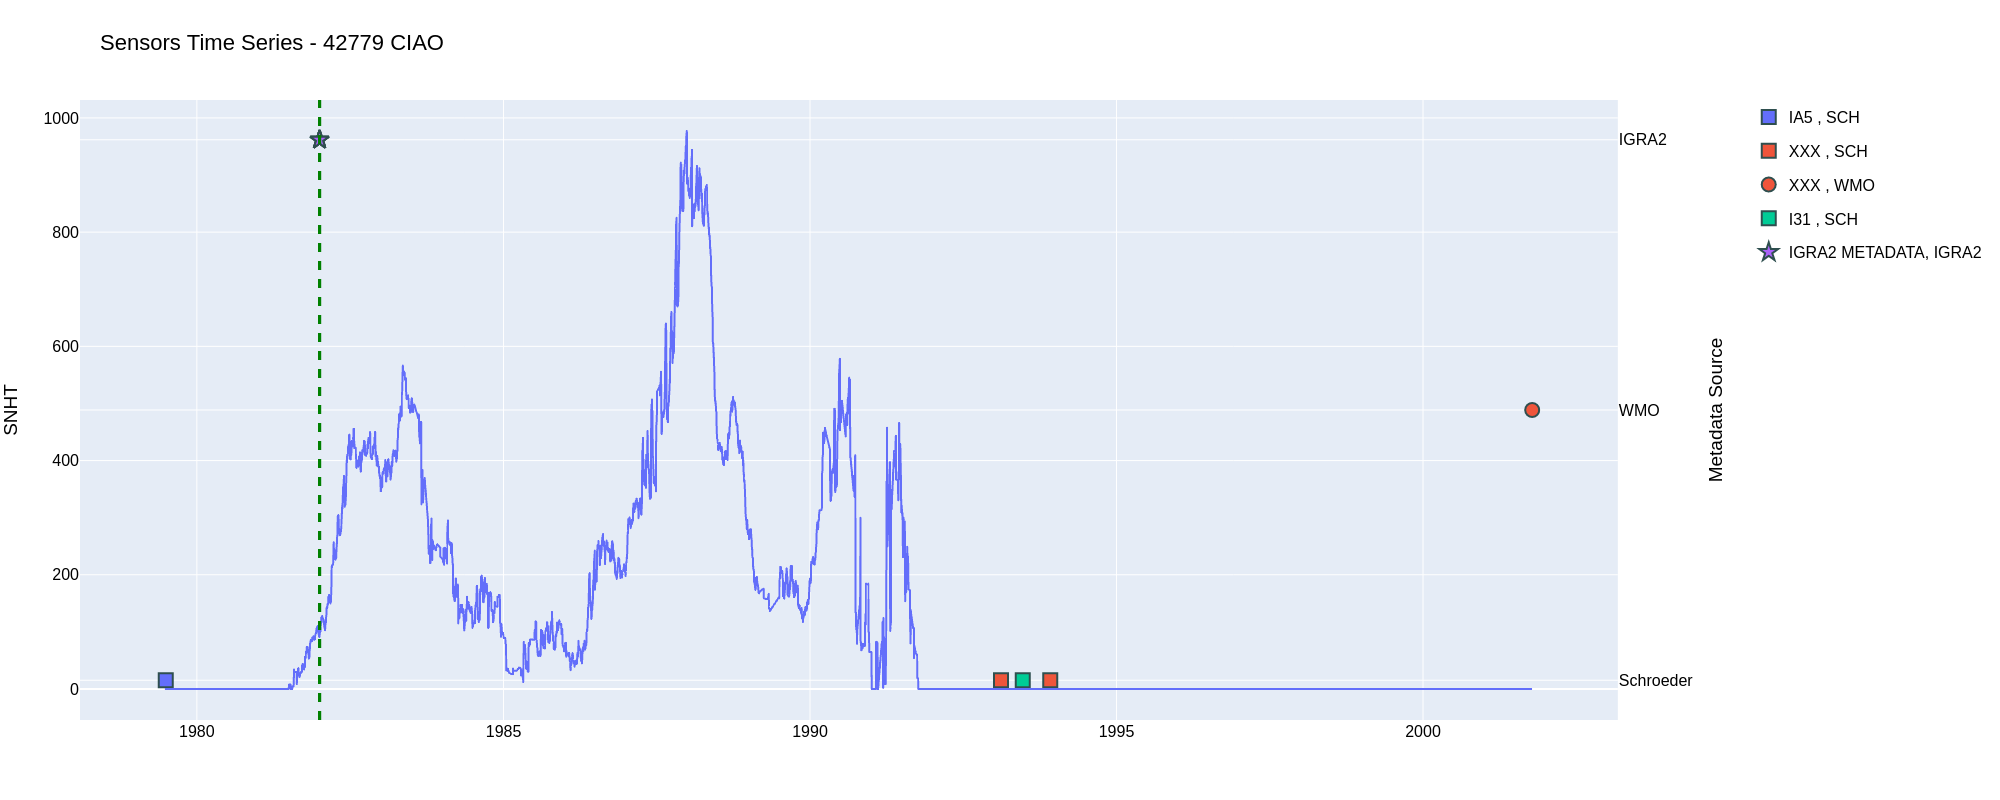 Sensors Time Series - 42779 CIAO
1000
800
600
400
200
0
SNHT
1980
1985
1990
1995
2000
IGRA2
WMO
Schroeder
Metadata Source
IA5 , SCH
XXX , SCH
XXX , WMO
I31 , SCH
IGRA2 METADATA, IGRA2